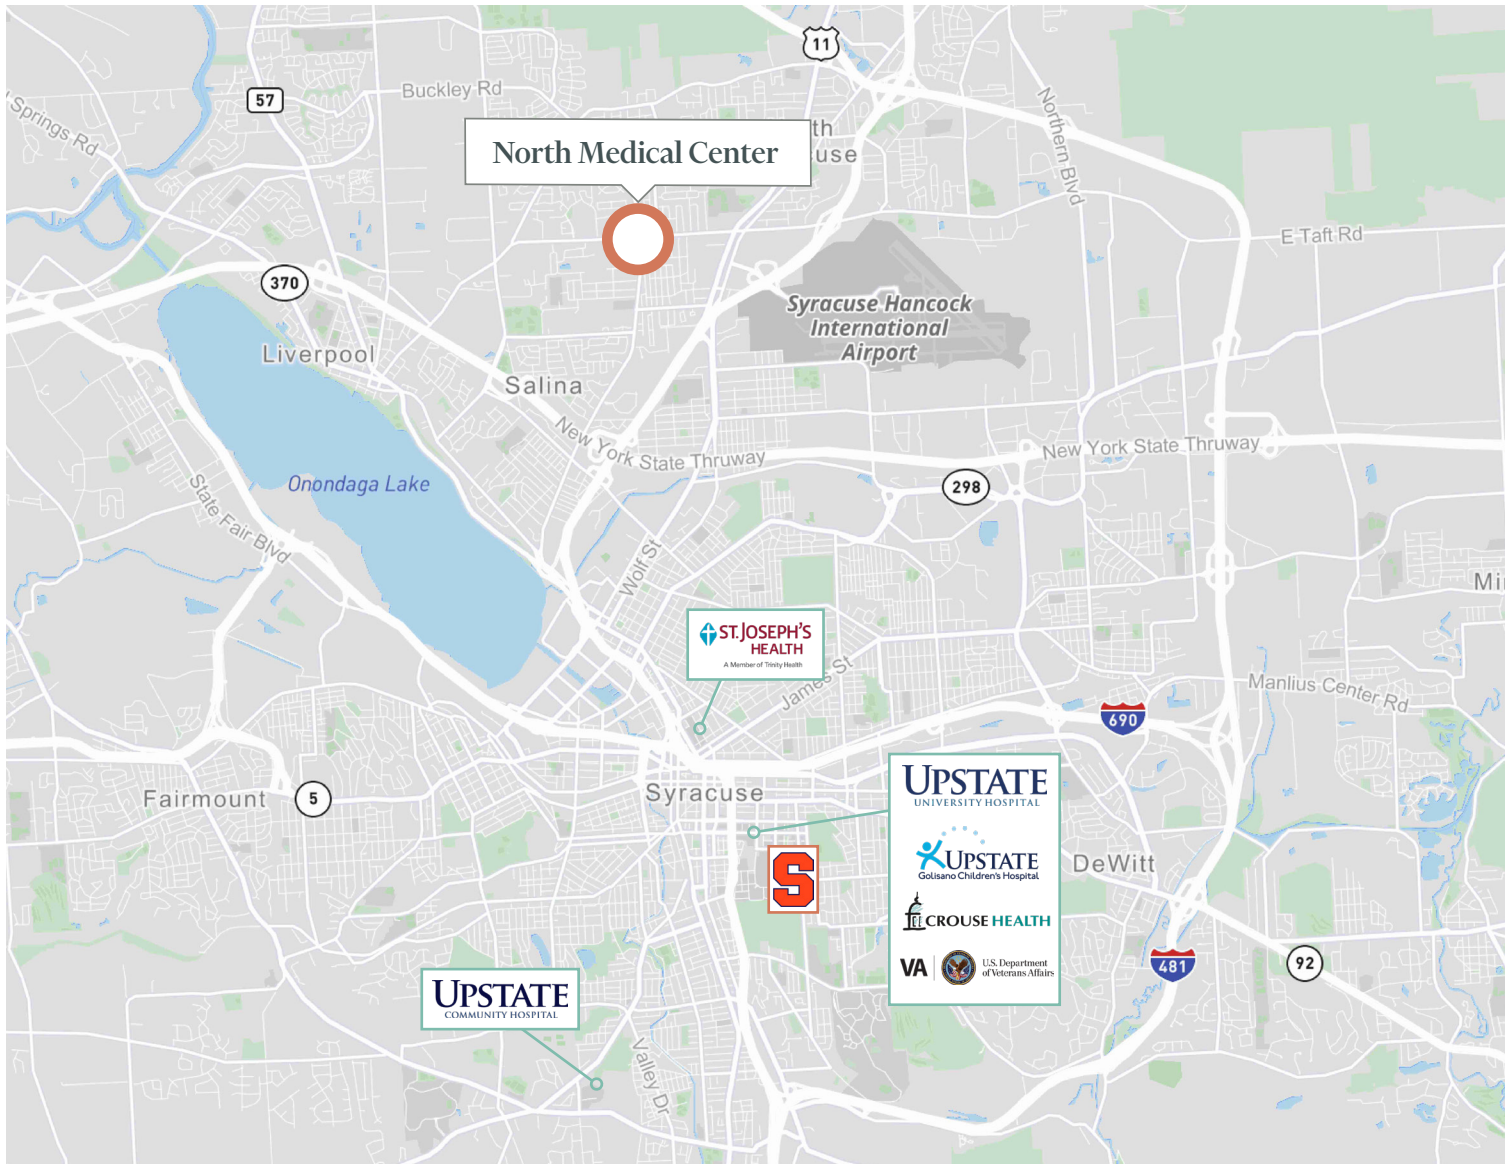 11
57
Buckley Rd
Springs Rd
Northern Blvd
North Medical Center
th
use
E Taft Rd
370
Syracuse Hancock
International
Airport
Liverpool
Salina
New York State Thruway
New York State Thruway
298
Onondaga Lake
State Fair Blvd
Wolf St
Mi
ST. JOSEPH'S
HEALTH
A Member of Trinity Health
James St
Manlius Center Rd
690
UPSTATE
UNIVERSITY HOSPITAL
Syracuse
Fairmount
5
UPSTATE
Golisano Children's Hospital
DeWitt
S
CROUSE HEALTH
VA
U.S. Department
of Veterans Affairs
481
92
UPSTATE
COMMUNITY HOSPITAL
Valley Dr